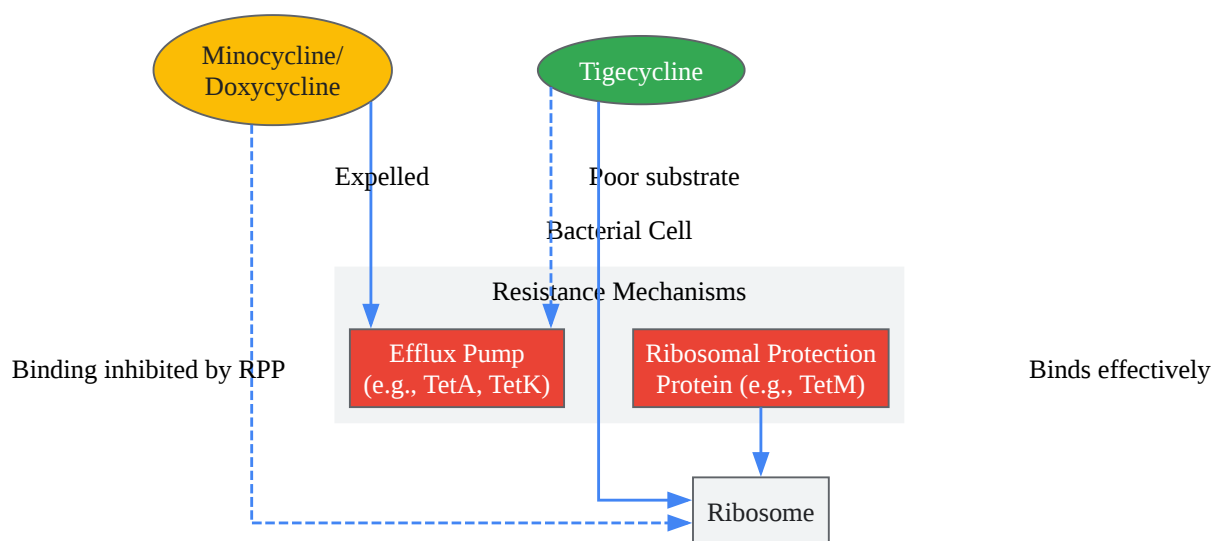 Minocycline/
Doxycycline
Tigecycline
Expelled
Poor substrate
Bacterial Cell
Resistance Mechanisms
Efflux Pump
(e.g., TetA, TetK)
Ribosomal Protection
Protein (e.g., TetM)
Binding inhibited by RPP
Binds effectively
Ribosome